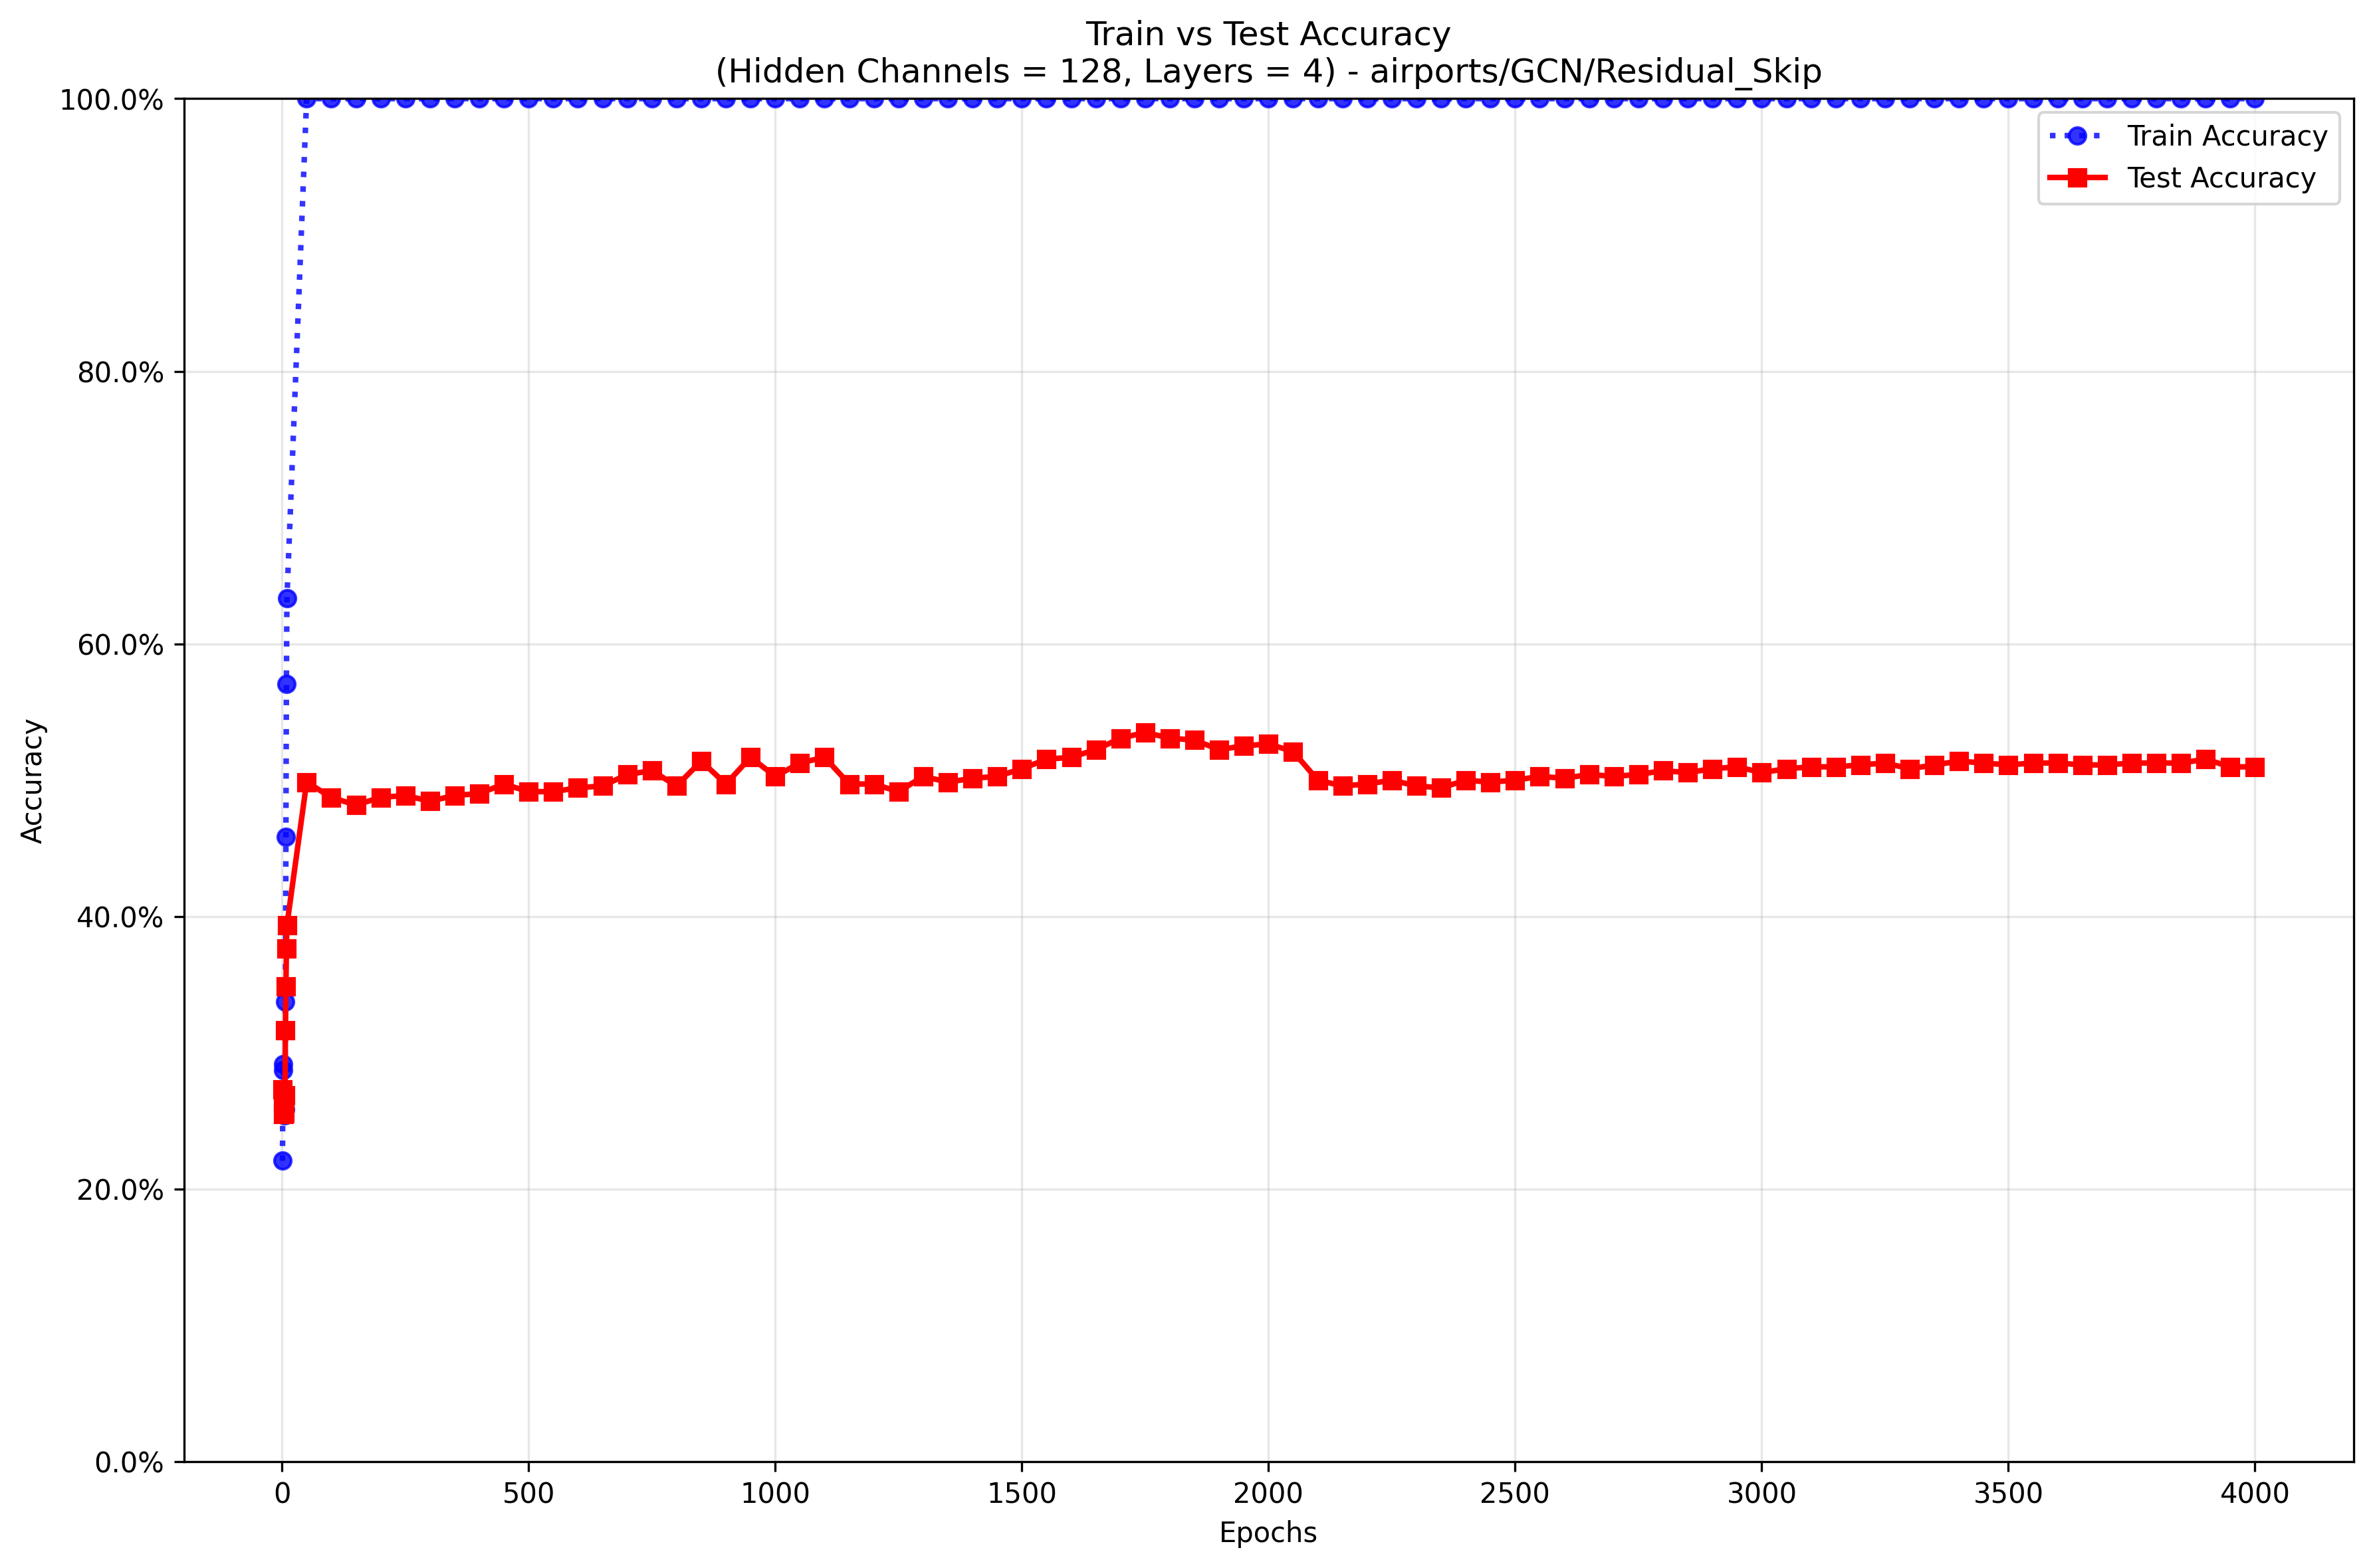 Train vs Test Accuracy
(Hidden Channels = 128, Layers = 4) - airports/GCN/Residual_Skip
100.0%
80.0%
60.0%
40.0%
20.0%
0.0%
Accuracy
Train Accuracy
Test Accuracy
0 500 1000 1500 2000 2500 3000 3500 4000
Epochs